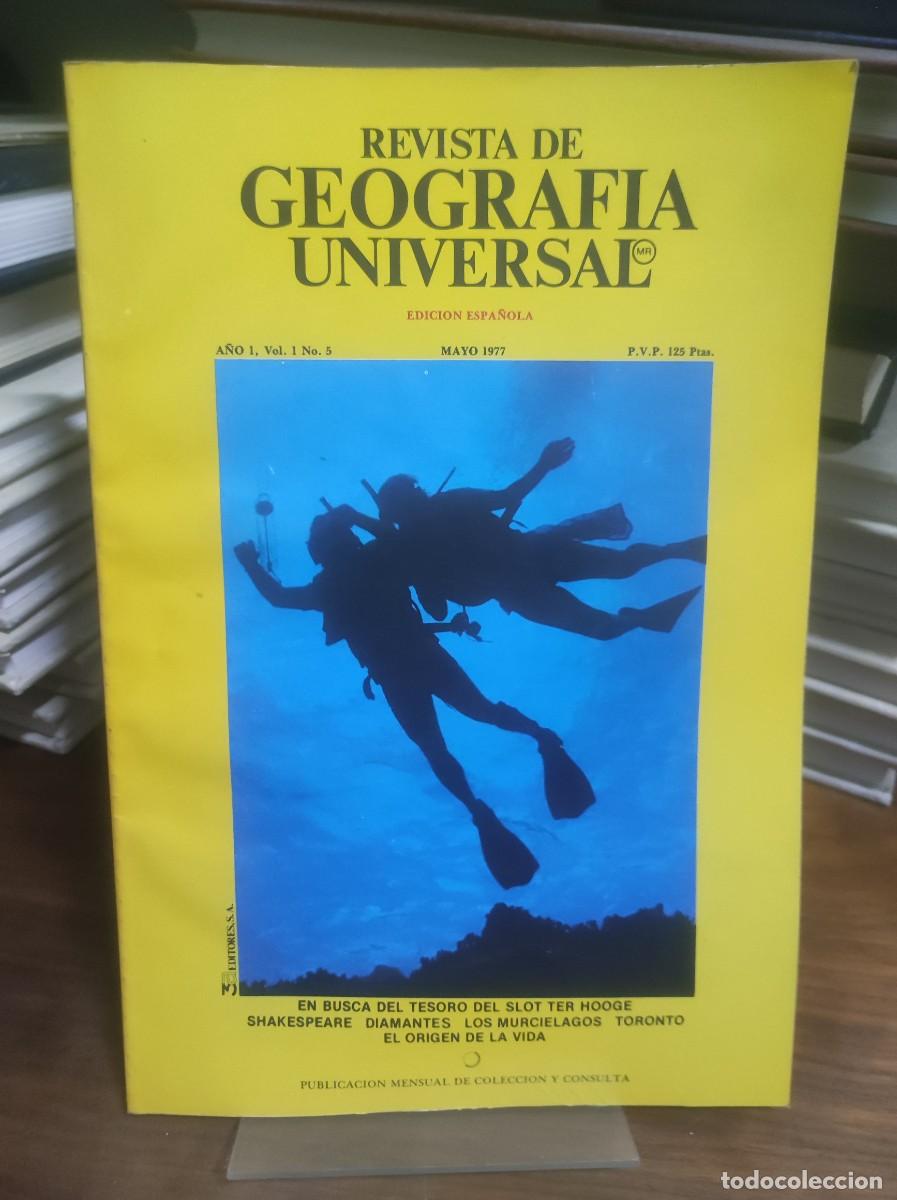 REVISTA DE
GEOGRAFIA
UNIVERSAL MR
EDICION ESPAÑOLA
AÑO 1, Vol. 1 No. 5 MAYO 1977 P.V.P. 125 Ptas.
EDITORES, S.A.
EN BUSCA DEL TESORO DEL SLOT TER HOOGE
SHAKESPEARE DIAMANTES LOS MURCIELAGOS TORONTO
EL ORIGEN DE LA VIDA
PUBLICACION MENSUAL DE COLECCION Y CONSULTA
todocoleccion